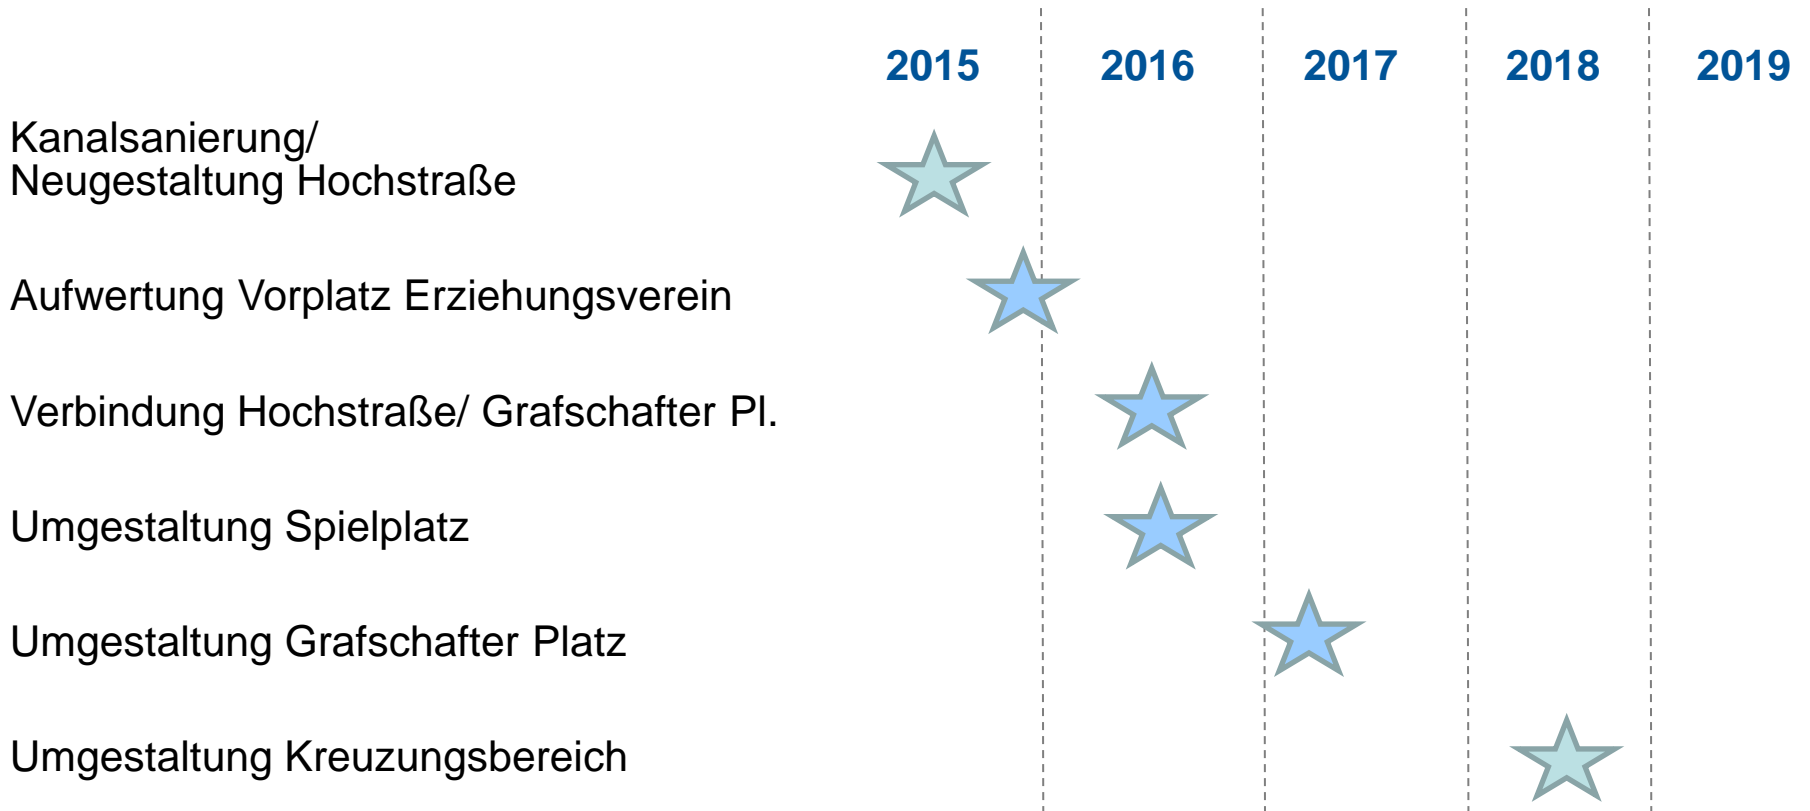 2015 2016 2017 2018 2019
Kanalsanierung/
Neugestaltung Hochstraße
Aufwertung Vorplatz Erziehungsverein
Verbindung Hochstraße/ Grafschafter Pl.
Umgestaltung Spielplatz
Umgestaltung Grafschafter Platz
Umgestaltung Kreuzungsbereich